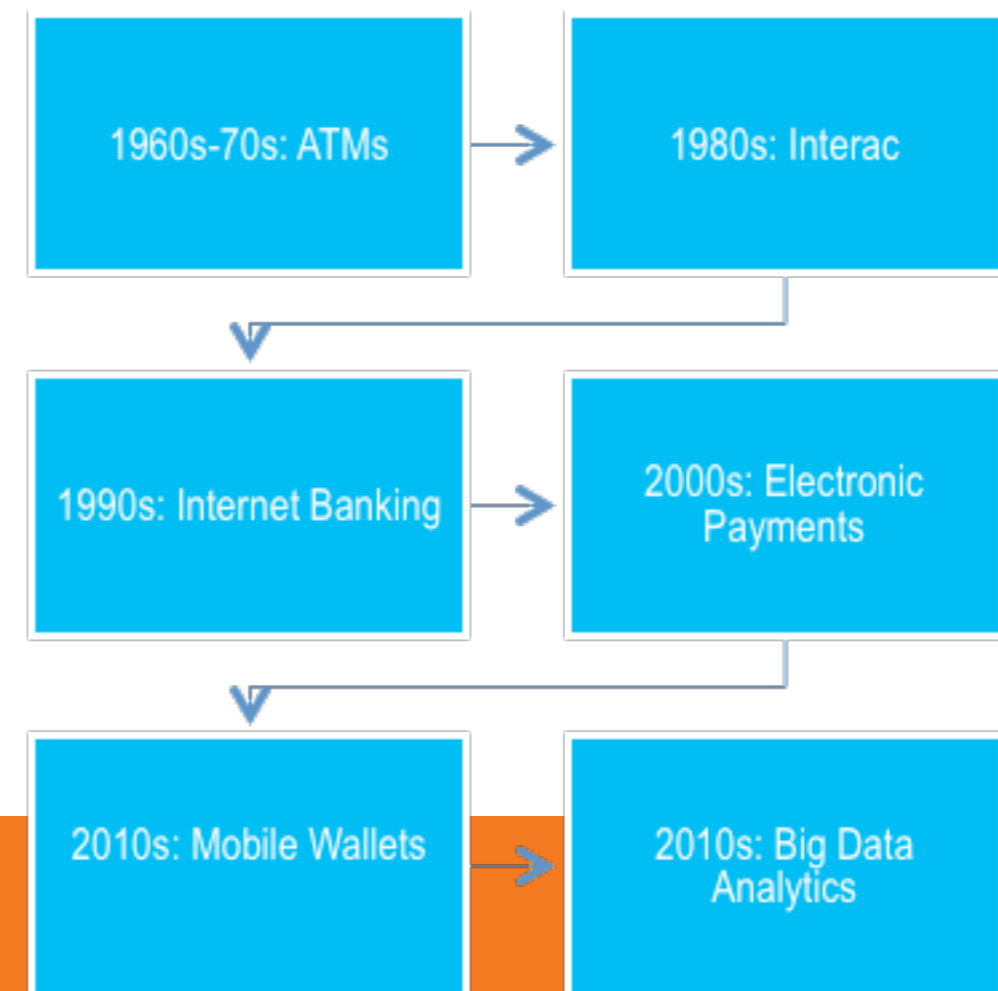 1960s-70s: ATMs
1980s: Interac
1990s: Internet Banking
2000s: Electronic
Payments
2010s: Mobile Wallets
2010s: Big Data
Analytics